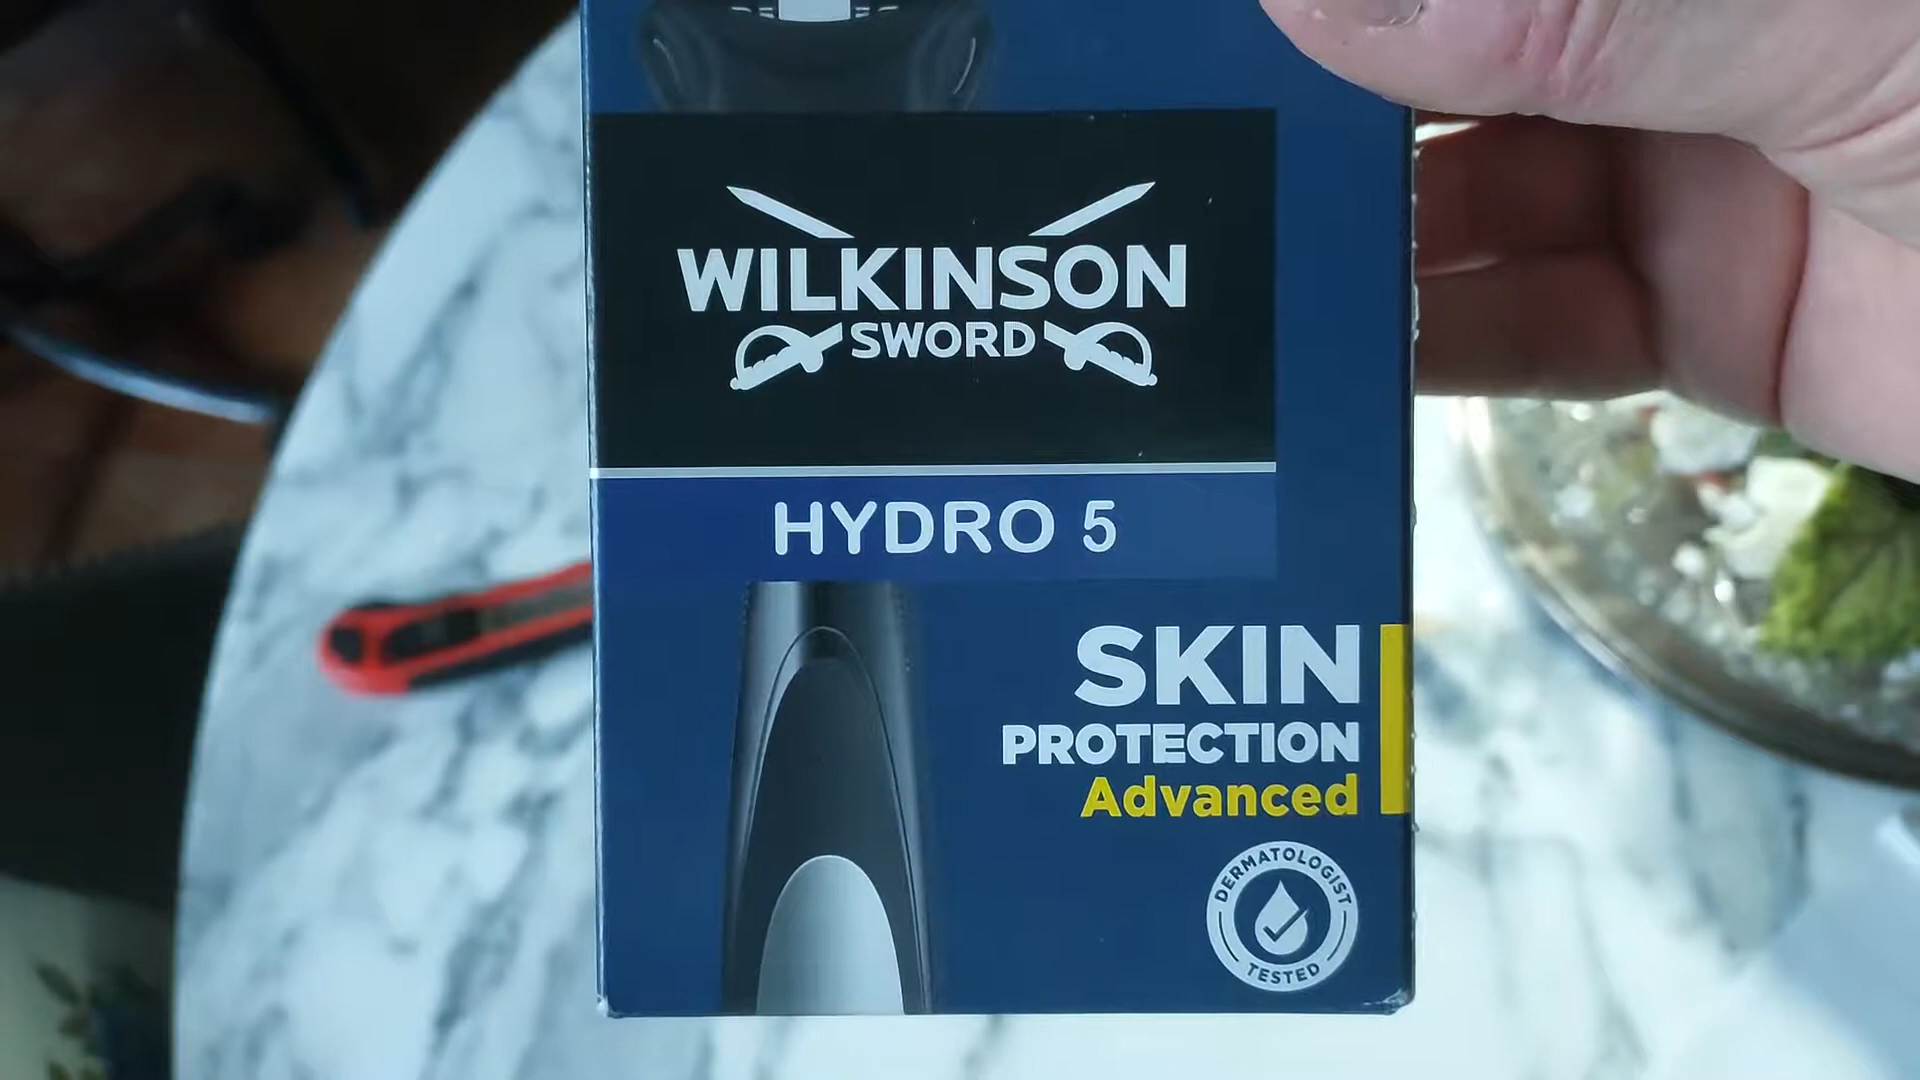 WILKINSON
SWORD
HYDRO 5
SKIN
PROTECTION
Advanced
DERMATOLOGIST
TESTED